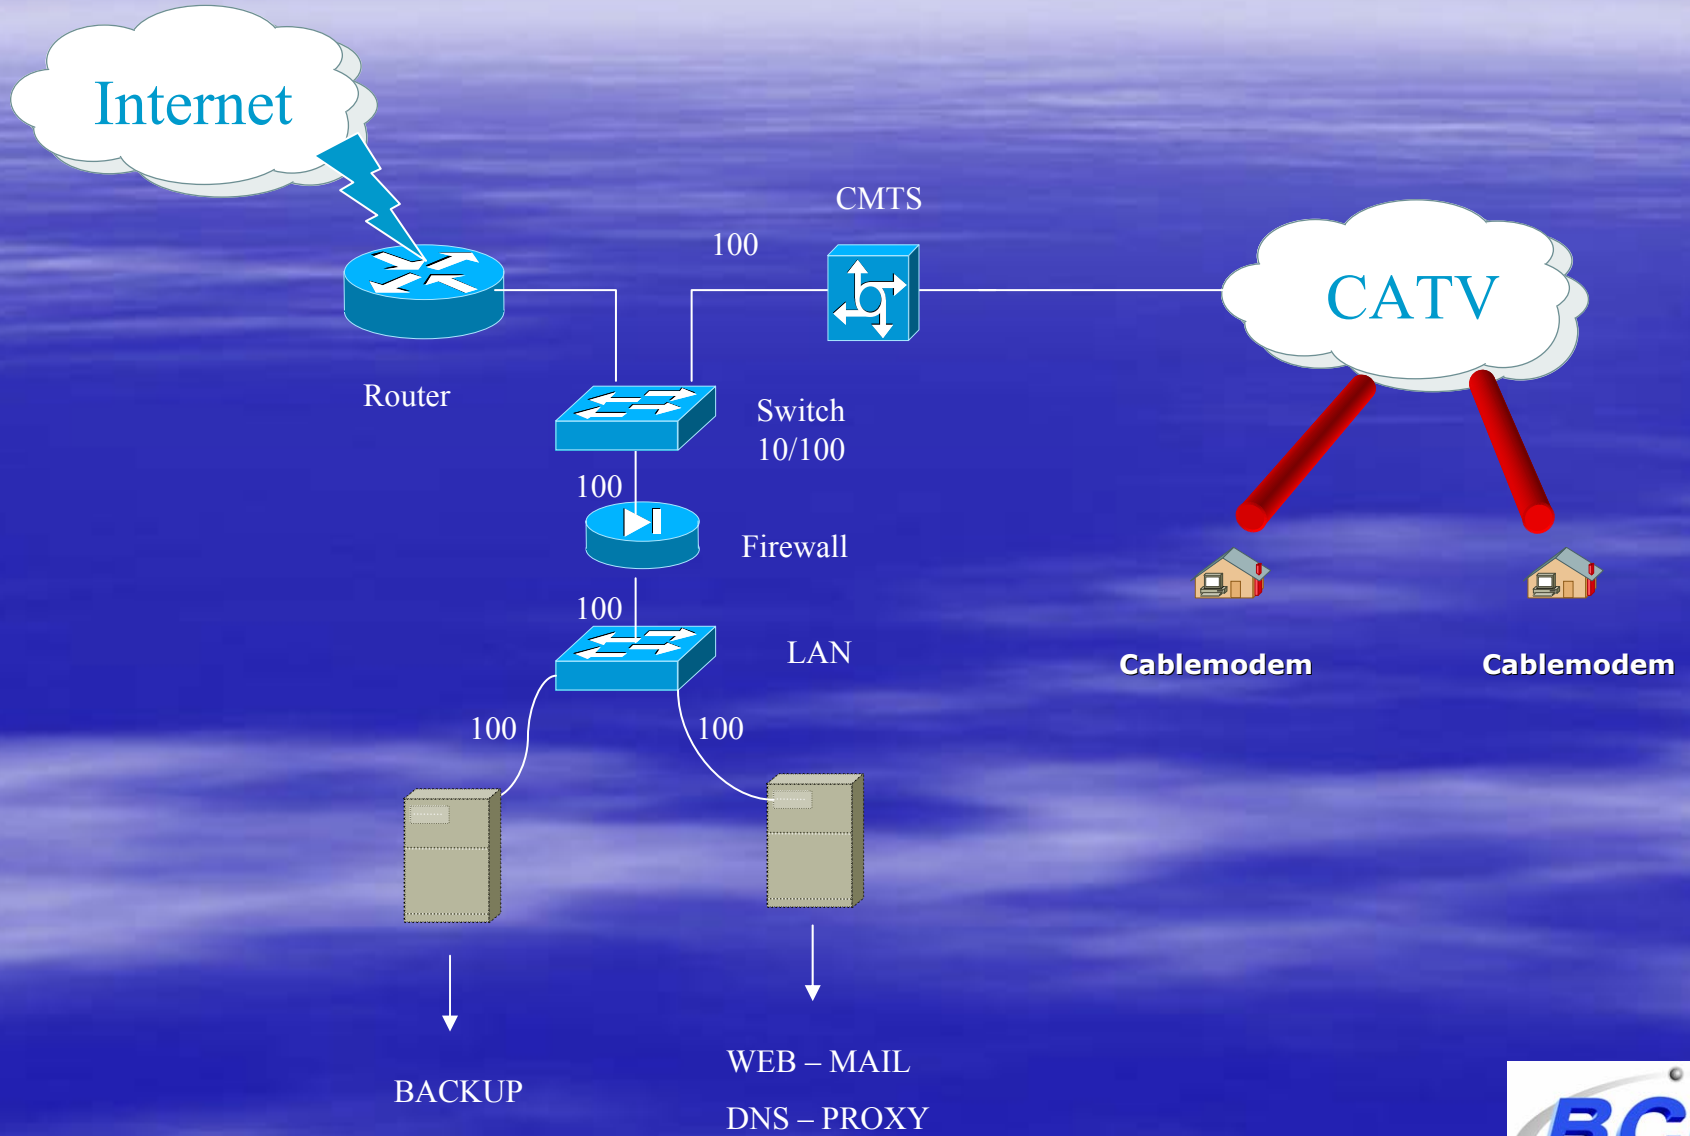 Internet
CMTS
100
CATV
Router
Switch
10/100
100
Firewall
100
LAN
Cablemodem
Cablemodem
100
100
WEB – MAIL
BACKUP
DNS – PROXY
BC